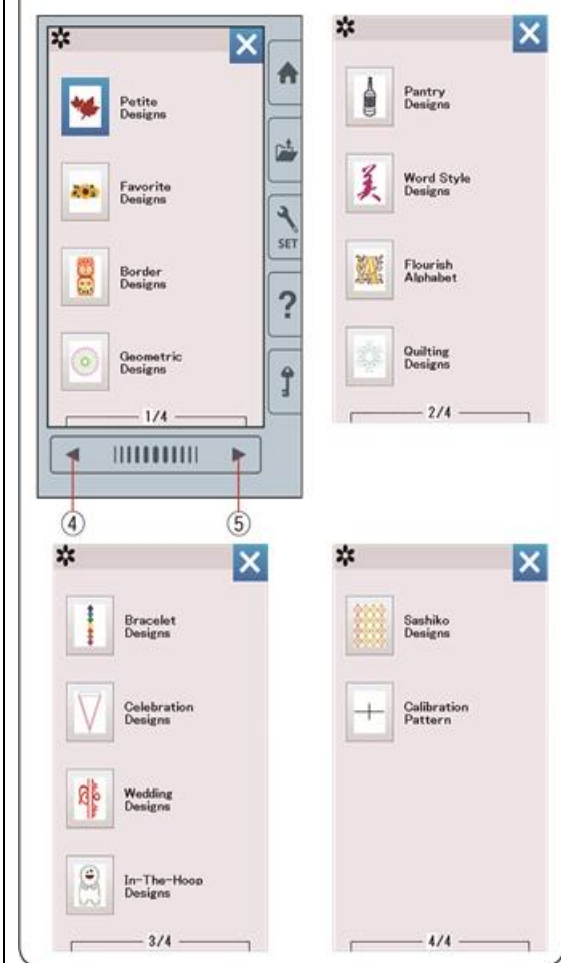 Petite
Designs
Favorite
Designs
Border
Designs
Geometric
Designs
1/4
SET
?
④
⑤
Pantry
Designs
美
Word Style
Designs
Flourish
Alphabet
Quilting
Designs
2/4
Bracelet
Designs
Celebration
Designs
Wedding
Designs
In-The-Hoop
Designs
3/4
Sashiko
Designs
Calibration
Pattern
4/4